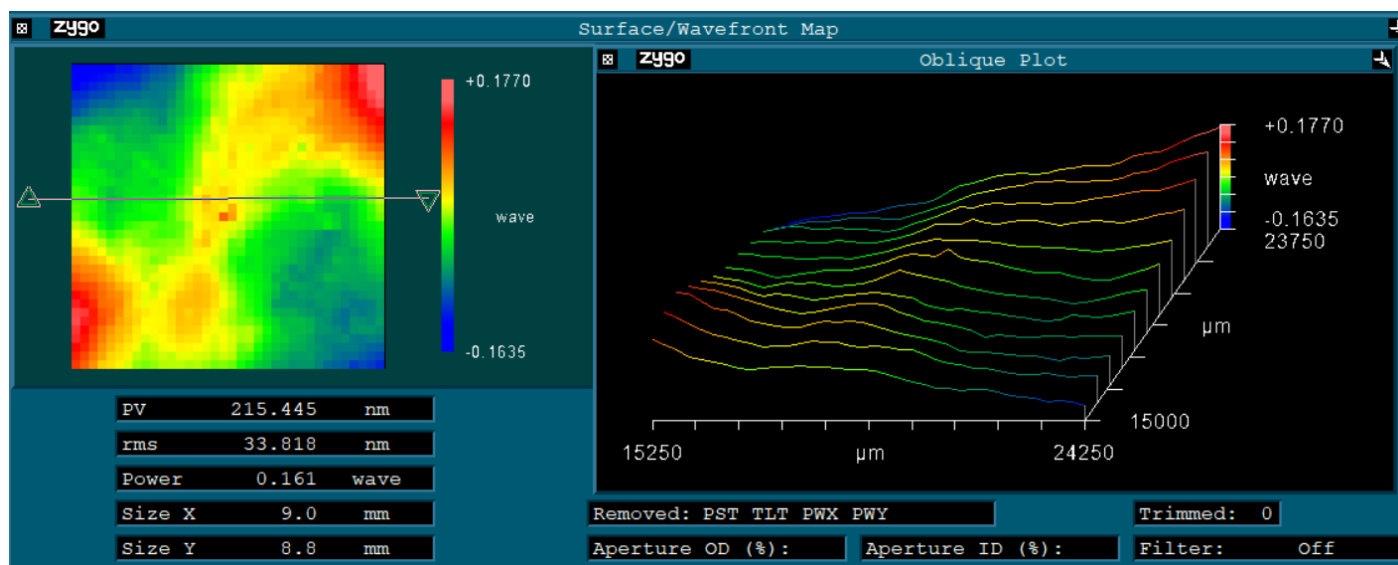 zygo Surface/Wavefront Map
+0.1770
wave
-0.1635
zygo Oblique Plot
+0.1770
wave
-0.1635
23750
µm
15000
15250 µm 24250
PV 215.445 nm
rms 33.818 nm
Power 0.161 wave
Size X 9.0 mm
Size Y 8.8 mm
Removed: PST TLT PWX PWY Trimmed: 0
Aperture OD (%): Aperture ID (%): Filter: Off